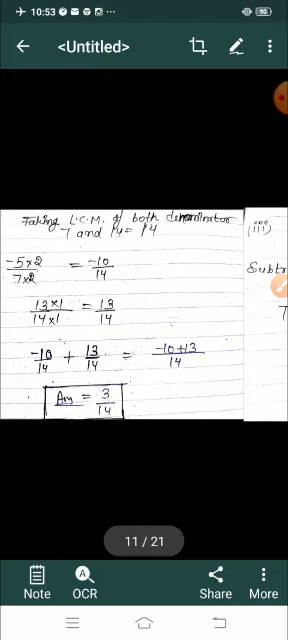 10:53
<Untitled>
Taking L.C.M. of both denominator
7 and 14 = 14
-5×2/7×2 = -10/14
13×1/14×1 = 13/14
-10/14 + 13/14 = -10+13/14
Ans = 3/14
(iii)
Subtr
7
11 / 21
Note OCR Share More